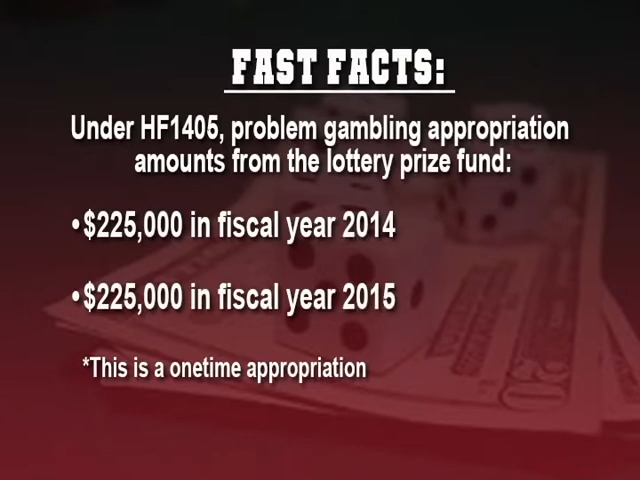 FAST FACTS:
Under HF1405, problem gambling appropriation
amounts from the lottery prize fund:
•$225,000 in fiscal year 2014
•$225,000 in fiscal year 2015
*This is a onetime appropriation